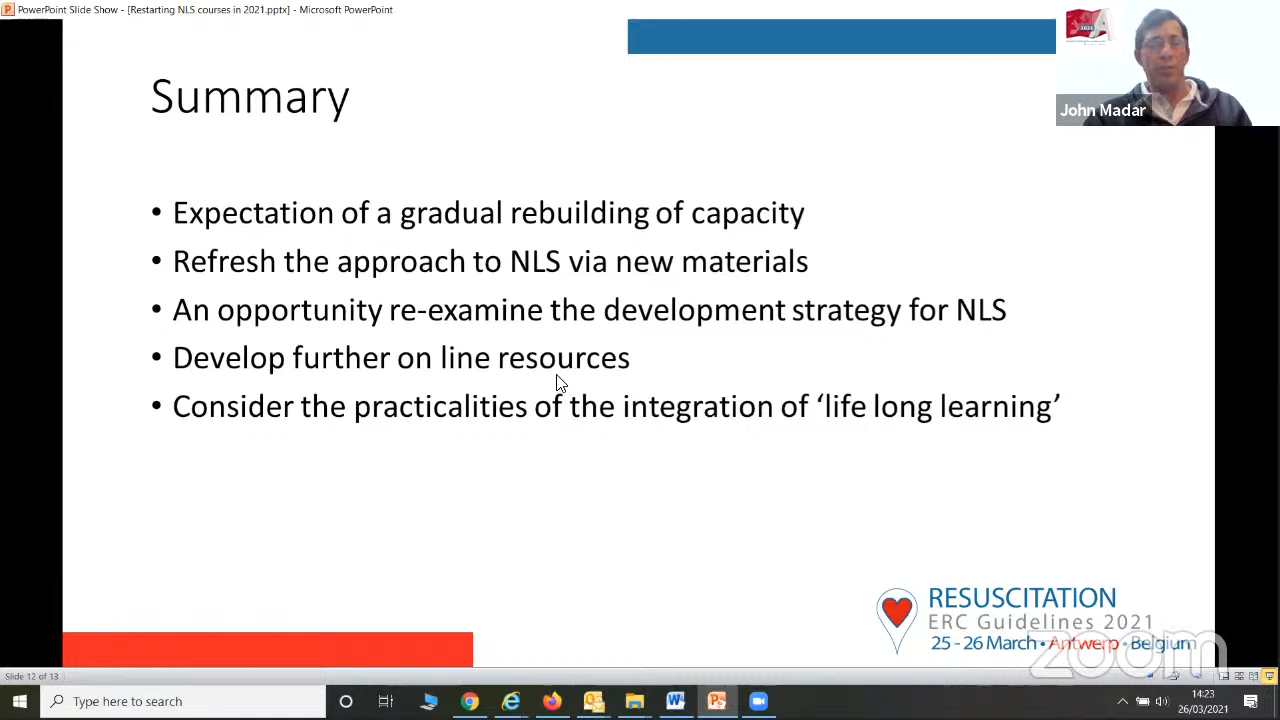 PowerPoint Slide Show - [Restarting NLS courses in 2021.pptx] - Microsoft PowerPoint
John Madar
Summary
• Expectation of a gradual rebuilding of capacity
• Refresh the approach to NLS via new materials
• An opportunity re-examine the development strategy for NLS
• Develop further on line resources
• Consider the practicalities of the integration of ‘life long learning’
RESUSCITATION
ERC Guidelines 2021
25 - 26 March • Antwerp • Belgium
zoom
Slide 12 of 13
Type here to search
14:23
26/03/2021